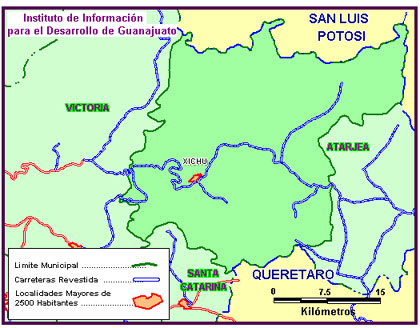 Instituto de Información
para el Desarrollo de Guanajuato
SAN LUIS
POTOSI
VICTORIA
ATARJEA
XICHU
SANTA
CATARINA
QUERETARO
Limite Municipal
Carreteras Revestida
Localidades Mayores de
2500 Habitantes
0 7.5 15
Kilómetros